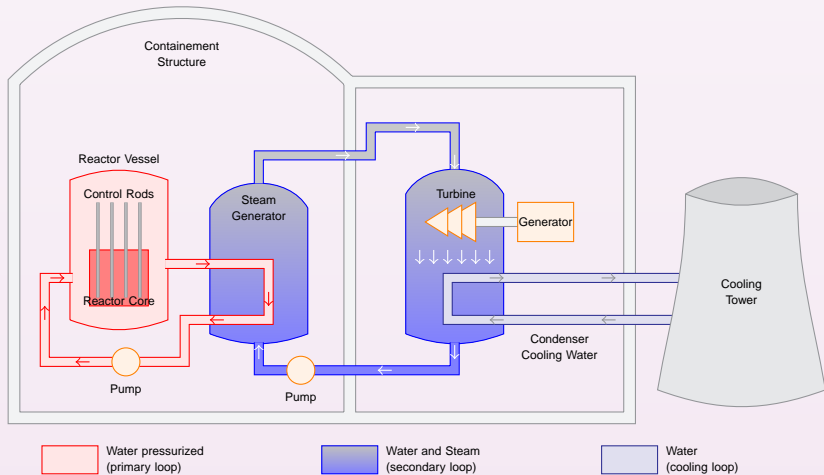 Containement
Structure
Reactor Vessel
Control Rods
Reactor Core
Pump
Steam
Generator
Pump
Turbine
Generator
Condenser
Cooling Water
Cooling
Tower
Water pressurized
(primary loop)
Water and Steam
(secondary loop)
Water
(cooling loop)